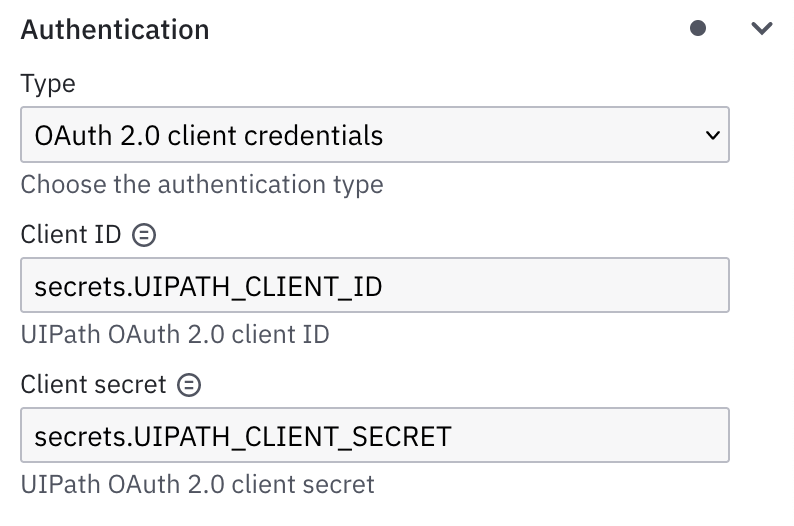 Authentication
Type
OAuth 2.0 client credentials
Choose the authentication type
Client ID
secrets.UIPATH_CLIENT_ID
UIPath OAuth 2.0 client ID
Client secret
secrets.UIPATH_CLIENT_SECRET
UIPath OAuth 2.0 client secret